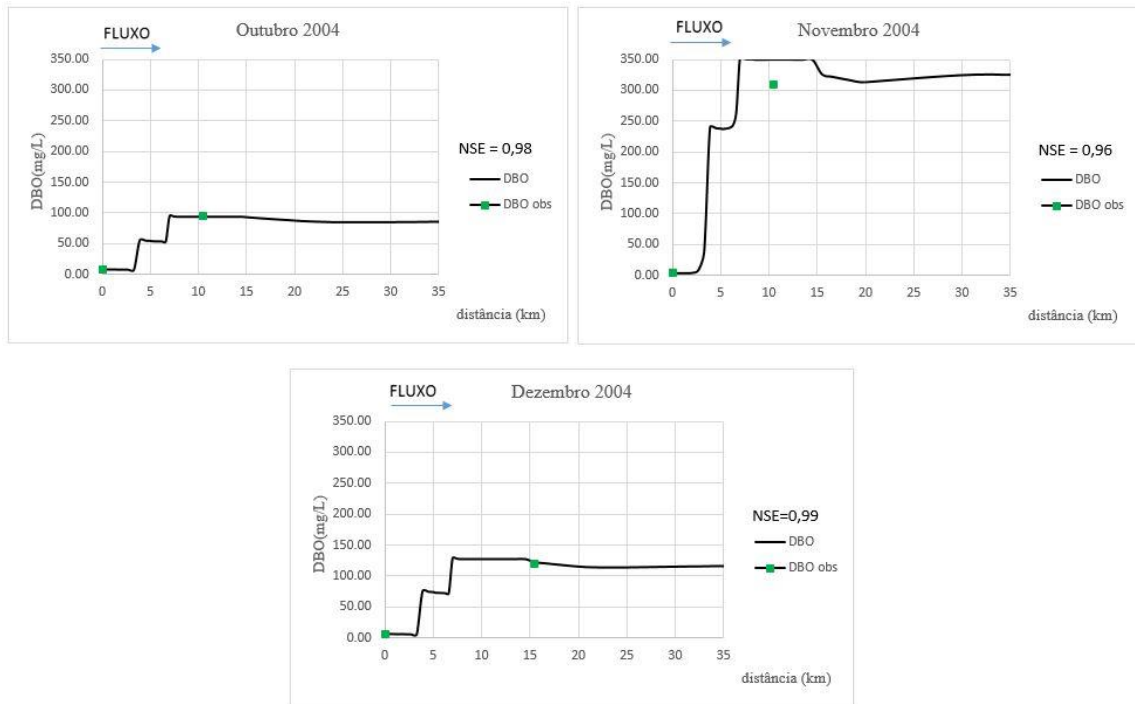 FLUXO
Outubro 2004
350.00
300.00
250.00
200.00
150.00
100.00
50.00
0.00
DBO(mg/L)
0 5 10 15 20 25 30 35
distância (km)
NSE = 0,98
DBO
DBO obs
FLUXO
Novembro 2004
350.00
300.00
250.00
200.00
150.00
100.00
50.00
0.00
DBO(mg/L)
0 5 10 15 20 25 30 35
distância (km)
NSE = 0,96
DBO
DBO obs
FLUXO
Dezembro 2004
350.00
300.00
250.00
200.00
150.00
100.00
50.00
0.00
DBO(mg/L)
0 5 10 15 20 25 30 35
distância (km)
NSE=0,99
DBO
DBO obs